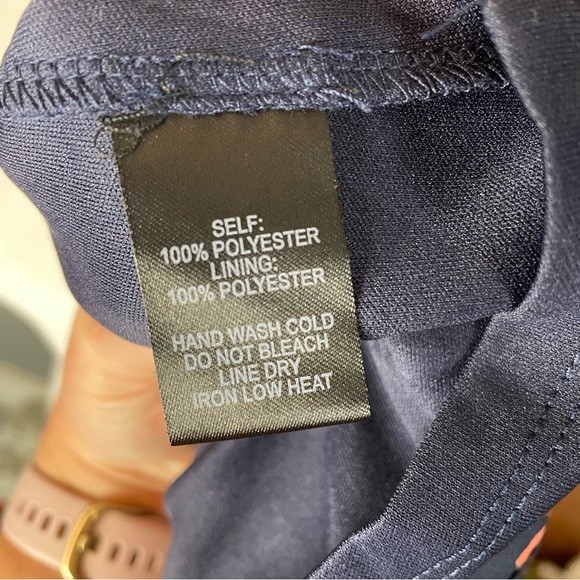 SELF:
100% POLYESTER
LINING:
100% POLYESTER
HAND WASH COLD
DO NOT BLEACH
LINE DRY
IRON LOW HEAT